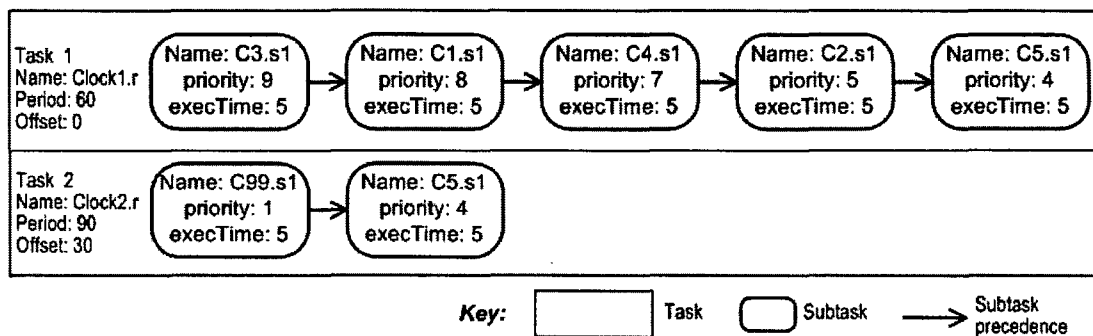 Task 1
Name: Clock1.r
Period: 60
Offset: 0
Name: C3.s1
priority: 9
execTime: 5
Name: C1.s1
priority: 8
execTime: 5
Name: C4.s1
priority: 7
execTime: 5
Name: C2.s1
priority: 5
execTime: 5
Name: C5.s1
priority: 4
execTime: 5
Task 2
Name: Clock2.r
Period: 90
Offset: 30
Name: C99.s1
priority: 1
execTime: 5
Name: C5.s1
priority: 4
execTime: 5
Key:
Task
Subtask
Subtask
precedence